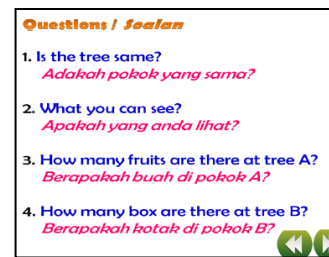 Questions / Soalan
1. Is the tree same?
Adakah pokok yang sama?
2. What you can see?
Apakah yang anda lihat?
3. How many fruits are there at tree A?
Berapakah buah di pokok A?
4. How many box are there at tree B?
Berapakah kotak di pokok B?